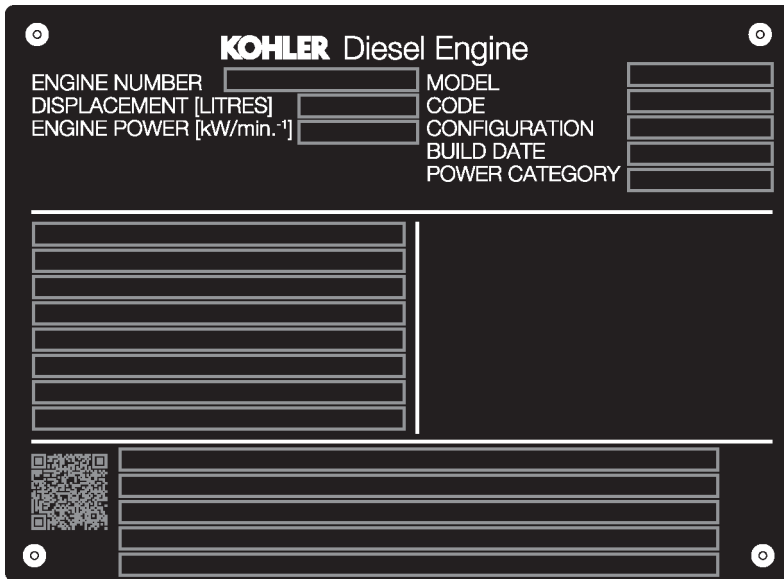 KOHLER Diesel Engine
ENGINE NUMBER
DISPLACEMENT [LITRES]
ENGINE POWER [kW/min.-¹]
MODEL
CODE
CONFIGURATION
BUILD DATE
POWER CATEGORY